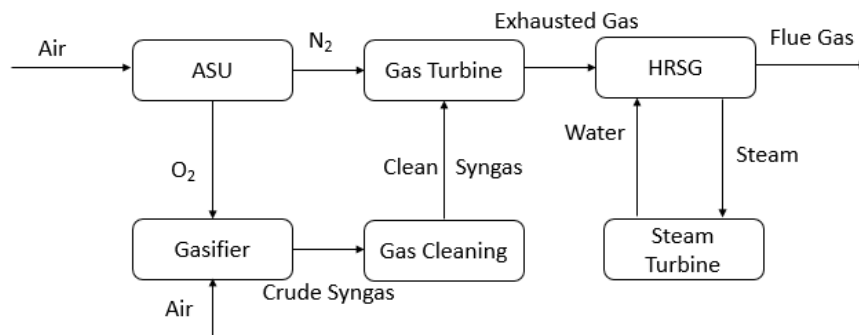 Exhausted Gas
Air
N₂
Flue Gas
ASU
Gas Turbine
HRSG
Water
Clean Syngas
Steam
O₂
Gasifier
Gas Cleaning
Steam
Turbine
Crude Syngas
Air